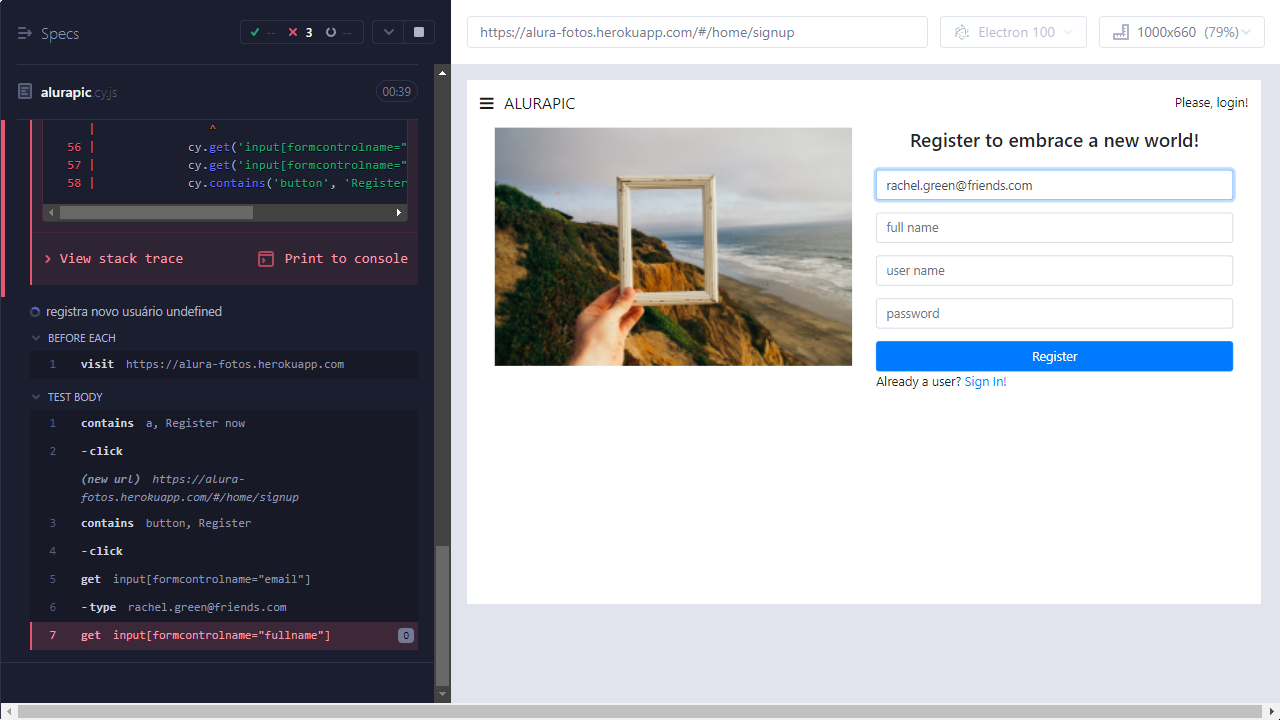 Specs
-- 3 --
alurapic.cy.js 00:39
| ^
56 | cy.get('input[formcontrolname="
57 | cy.get('input[formcontrolname="
58 | cy.contains('button', 'Register
View stack trace Print to console
registra novo usuário undefined
BEFORE EACH
1 visit https://alura-fotos.herokuapp.com
TEST BODY
1 contains a, Register now
2 -click
(new url) https://alura-
fotos.herokuapp.com/#/home/signup
3 contains button, Register
4 -click
5 get input[formcontrolname="email"]
6 -type rachel.green@friends.com
7 get input[formcontrolname="fullname"] 0
https://alura-fotos.herokuapp.com/#/home/signup
Electron 100
1000x660 (79%)
ALURAPIC
Please, login!
Register to embrace a new world!
rachel.green@friends.com
full name
user name
password
Register
Already a user? Sign In!